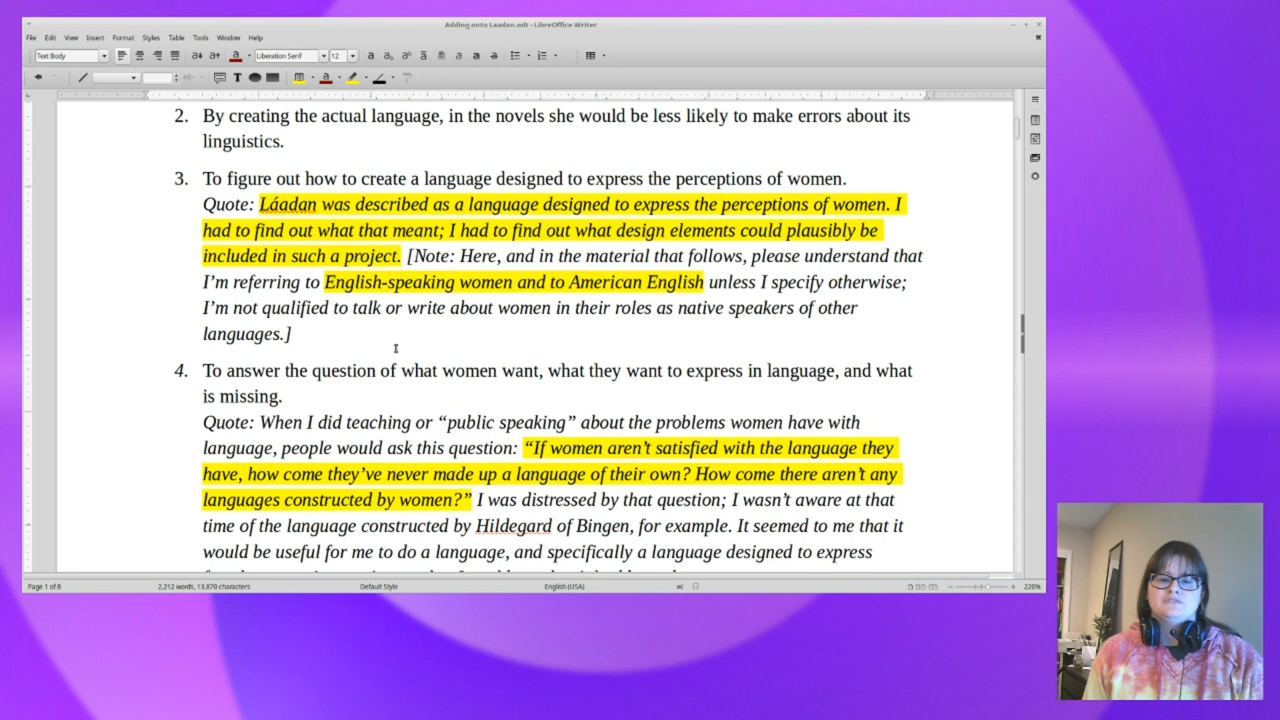 Adding onto Laadan.odt - LibreOffice Writer
File Edit View Insert Format Styles Table Tools Window Help
Text Body Liberation Serif 12
2. By creating the actual language, in the novels she would be less likely to make errors about its
linguistics.
3. To figure out how to create a language designed to express the perceptions of women.
Quote: Láadan was described as a language designed to express the perceptions of women. I
had to find out what that meant; I had to find out what design elements could plausibly be
included in such a project. [Note: Here, and in the material that follows, please understand that
I’m referring to English-speaking women and to American English unless I specify otherwise;
I’m not qualified to talk or write about women in their roles as native speakers of other
languages.]
4. To answer the question of what women want, what they want to express in language, and what
is missing.
Quote: When I did teaching or “public speaking” about the problems women have with
language, people would ask this question: “If women aren’t satisfied with the language they
have, how come they’ve never made up a language of their own? How come there aren’t any
languages constructed by women?” I was distressed by that question; I wasn’t aware at that
time of the language constructed by Hildegard of Bingen, for example. It seemed to me that it
would be useful for me to do a language, and specifically a language designed to express
Page 1 of 8 2,212 words, 13,870 characters Default Style English (USA) 220%